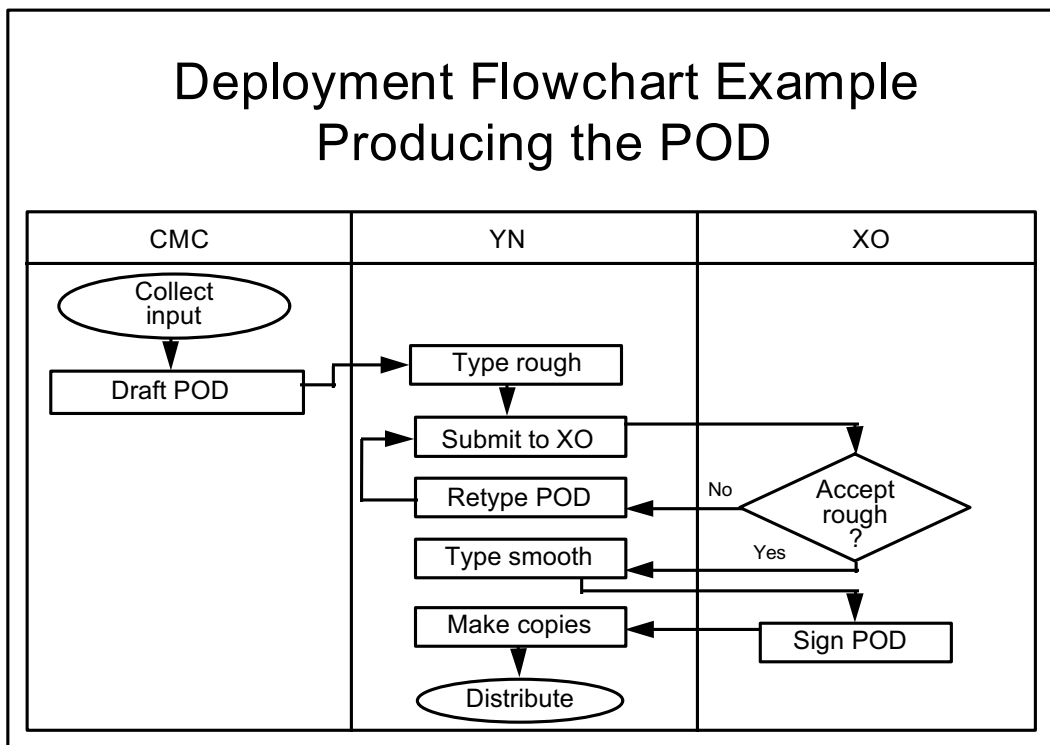 Deployment Flowchart Example
Producing the POD
CMC
YN
XO
Collect
input
Draft POD
Type rough
Submit to XO
Retype POD
No
Accept
rough
?
Yes
Type smooth
Make copies
Sign POD
Distribute